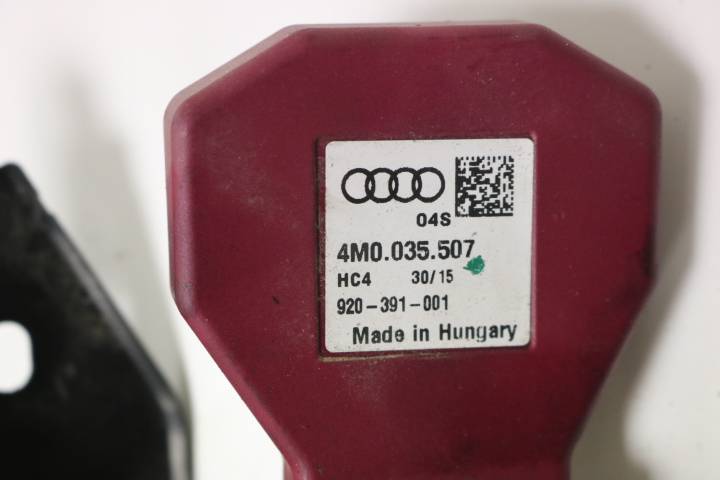 04S
4M0.035.507
HC4 30/15
920-391-001
Made in Hungary